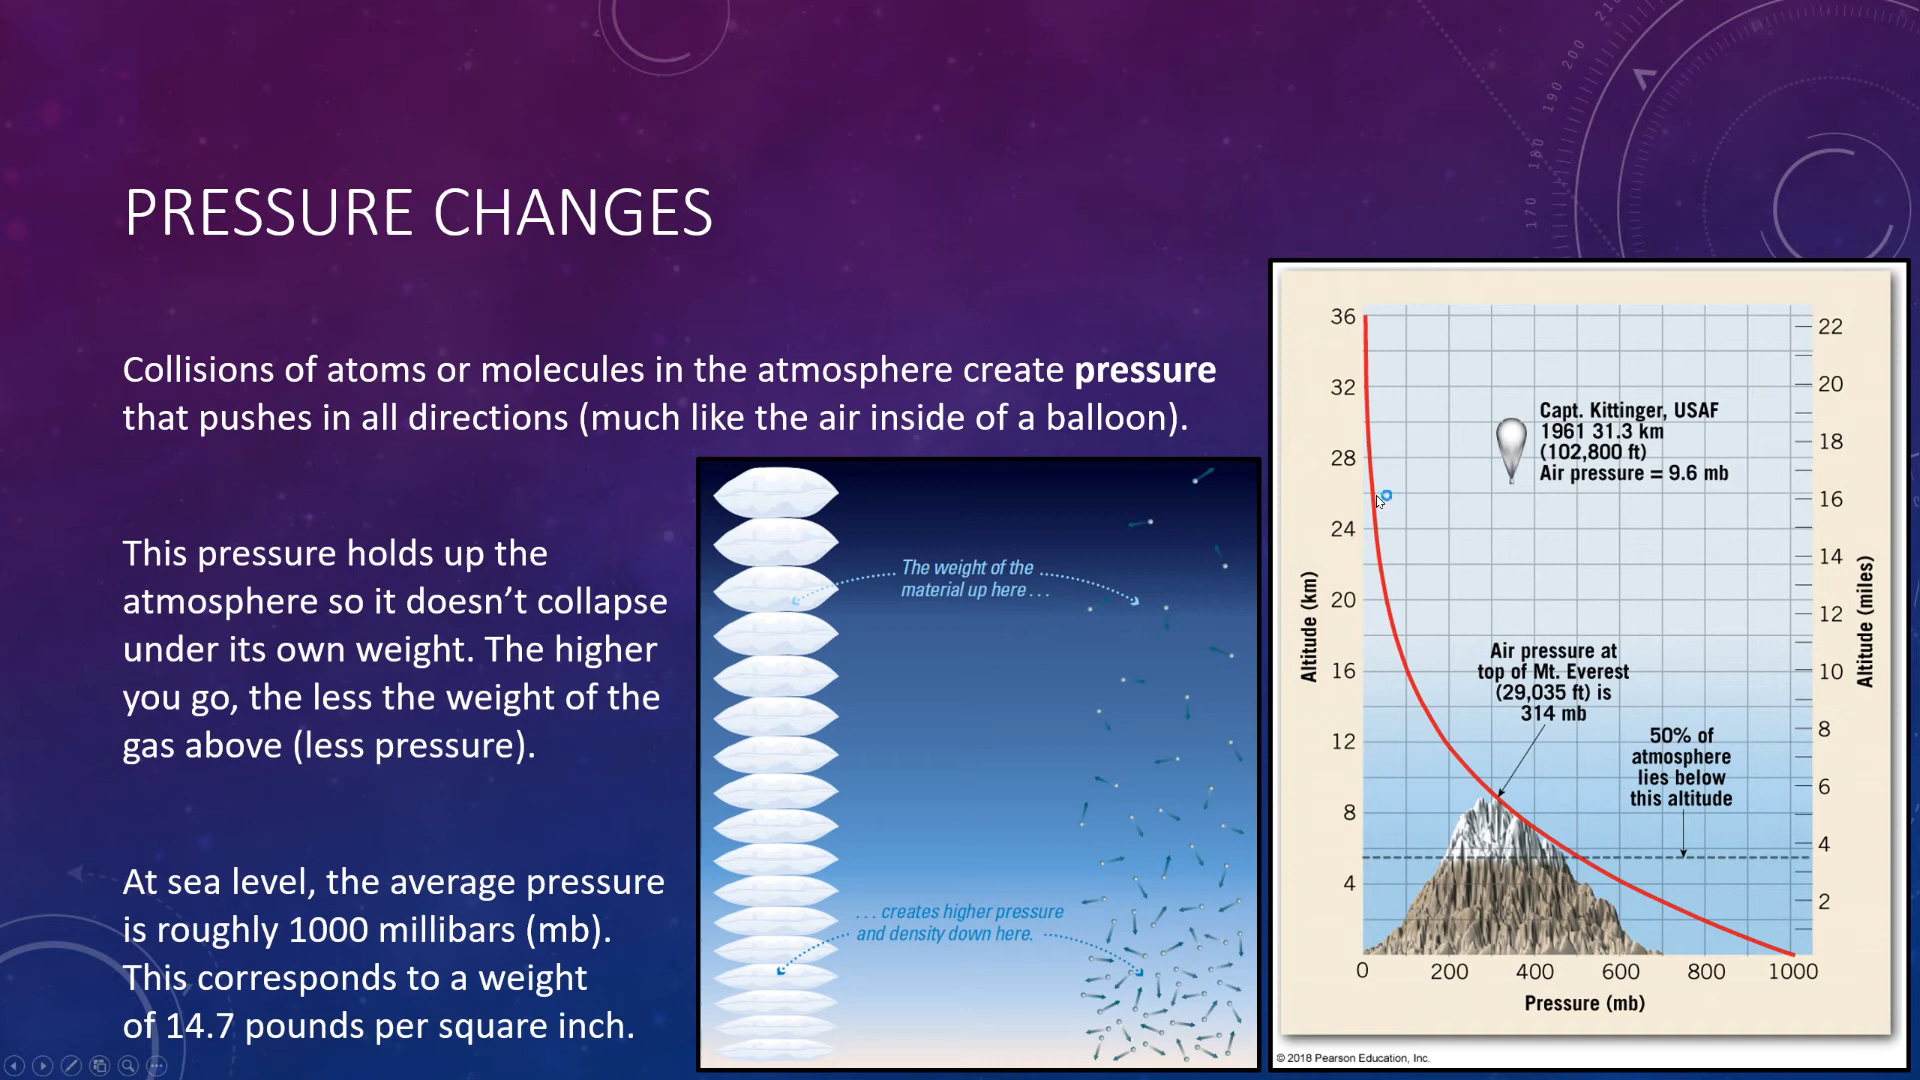 PRESSURE CHANGES
Collisions of atoms or molecules in the atmosphere create pressure
that pushes in all directions (much like the air inside of a balloon).
This pressure holds up the
atmosphere so it doesn’t collapse
under its own weight. The higher
you go, the less the weight of the
gas above (less pressure).
At sea level, the average pressure
is roughly 1000 millibars (mb).
This corresponds to a weight
of 14.7 pounds per square inch.
The weight of the
material up here . . .
. . . creates higher pressure
and density down here.
36
32
28
24
20
16
12
8
4
Altitude (km)
22
20
18
16
14
12
10
8
6
4
2
Altitude (miles)
Capt. Kittinger, USAF
1961 31.3 km
(102,800 ft)
Air pressure = 9.6 mb
Air pressure at
top of Mt. Everest
(29,035 ft) is
314 mb
50% of
atmosphere
lies below
this altitude
0 200 400 600 800 1000
Pressure (mb)
© 2018 Pearson Education, Inc.
170
180
190
200